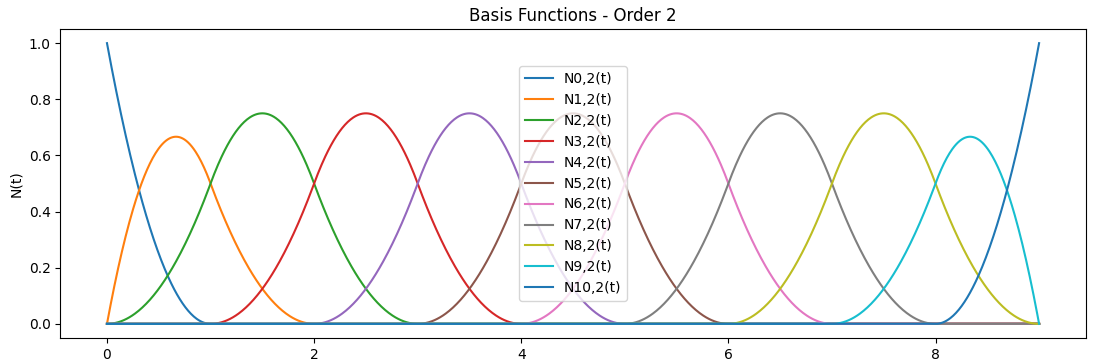 Basis Functions - Order 2
1.0
0.8
0.6
0.4
0.2
0.0
N(t)
N0,2(t)
N1,2(t)
N2,2(t)
N3,2(t)
N4,2(t)
N5,2(t)
N6,2(t)
N7,2(t)
N8,2(t)
N9,2(t)
N10,2(t)
0 2 4 6 8